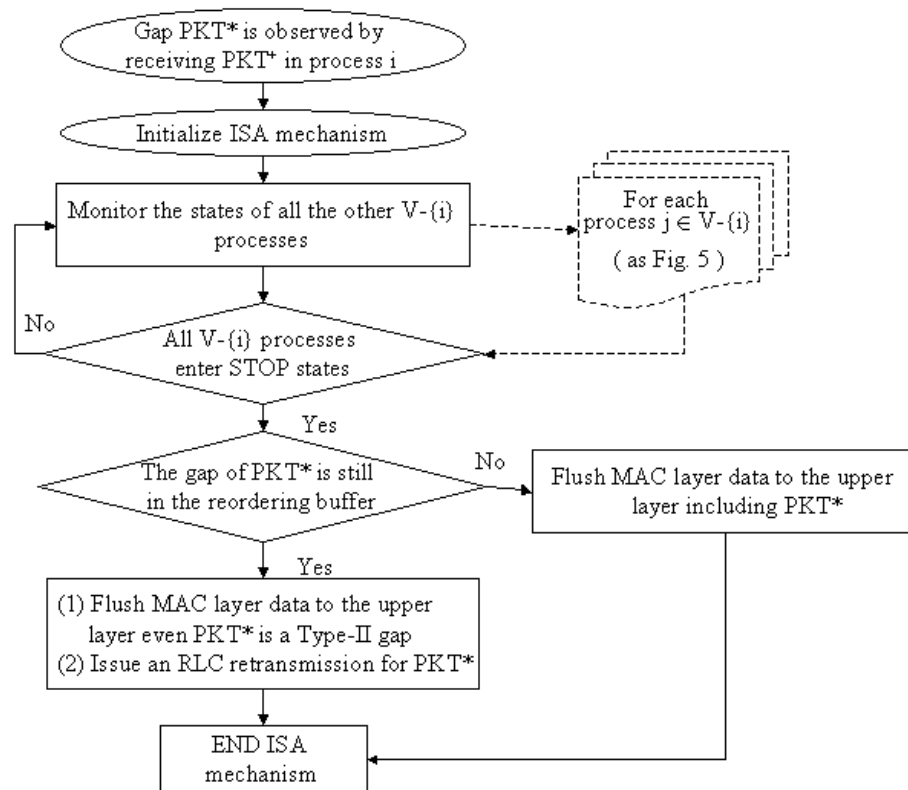 Gap PKT* is observed by
receiving PKT⁺ in process i
Initialize ISA mechanism
Monitor the states of all the other V-{i}
processes
For each
process j ∈ V-{i}
( as Fig. 5 )
No
All V-{i} processes
enter STOP states
Yes
The gap of PKT* is still
in the reordering buffer
No
Flush MAC layer data to the upper
layer including PKT*
Yes
(1) Flush MAC layer data to the upper
layer even PKT* is a Type-II gap
(2) Issue an RLC retransmission for PKT*
END ISA
mechanism